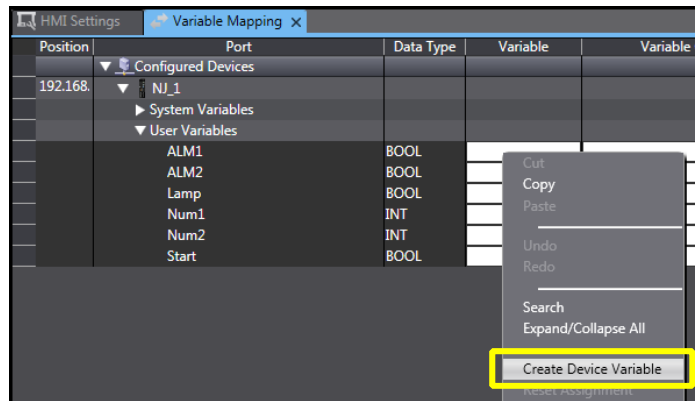 HMI Settings Variable Mapping
Position Port Data Type Variable Variable
Configured Devices
192.168. NJ_1
System Variables
User Variables
ALM1 BOOL
ALM2 BOOL
Lamp BOOL
Num1 INT
Num2 INT
Start BOOL
Cut
Copy
Paste
Undo
Redo
Search
Expand/Collapse All
Create Device Variable
Reset Assignment